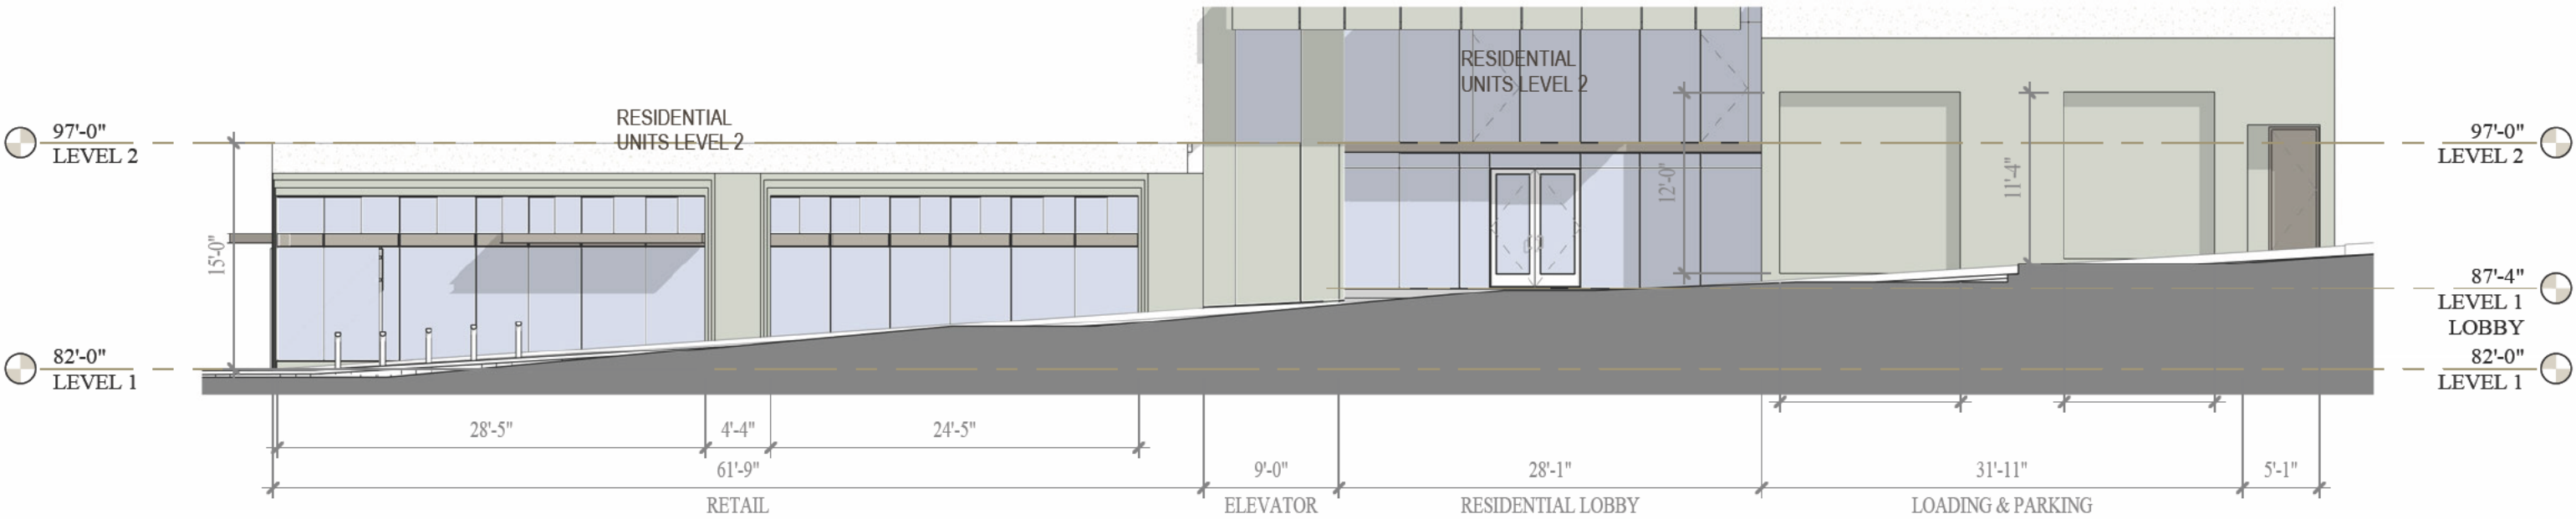 RESIDENTIAL
UNITS LEVEL 2
RESIDENTIAL
UNITS LEVEL 2
97'-0"
LEVEL 2
97'-0"
LEVEL 2
15'-0"
12'-0"
11'-4"
87'-4"
LEVEL 1
LOBBY
82'-0"
LEVEL 1
82'-0"
LEVEL 1
28'-5"
4'-4"
24'-5"
61'-9"
9'-0"
28'-1"
31'-11"
5'-1"
RETAIL
ELEVATOR
RESIDENTIAL LOBBY
LOADING & PARKING